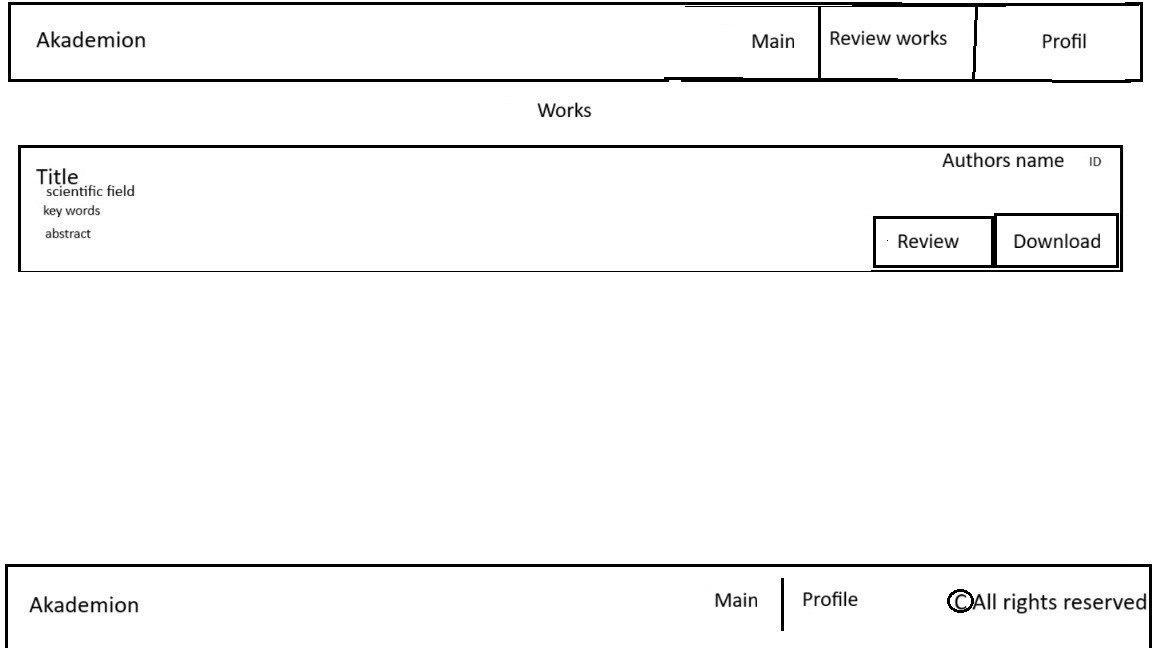 Akademion
Main
Review works
Profil
Works
Title
Authors name
ID
scientific field
key words
abstract
Review
Download
Akademion
Main
Profile
©All rights reserved